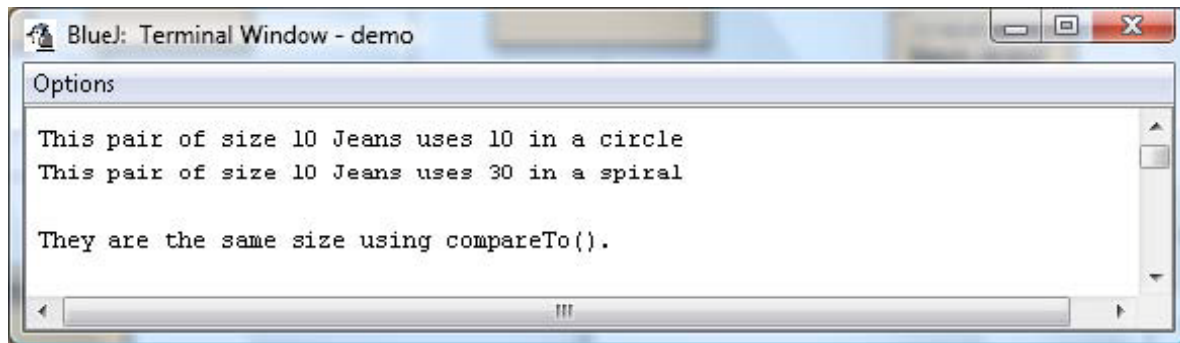 BlueJ: Terminal Window - demo
Options
This pair of size 10 Jeans uses 10 in a circle
This pair of size 10 Jeans uses 30 in a spiral
They are the same size using compareTo().